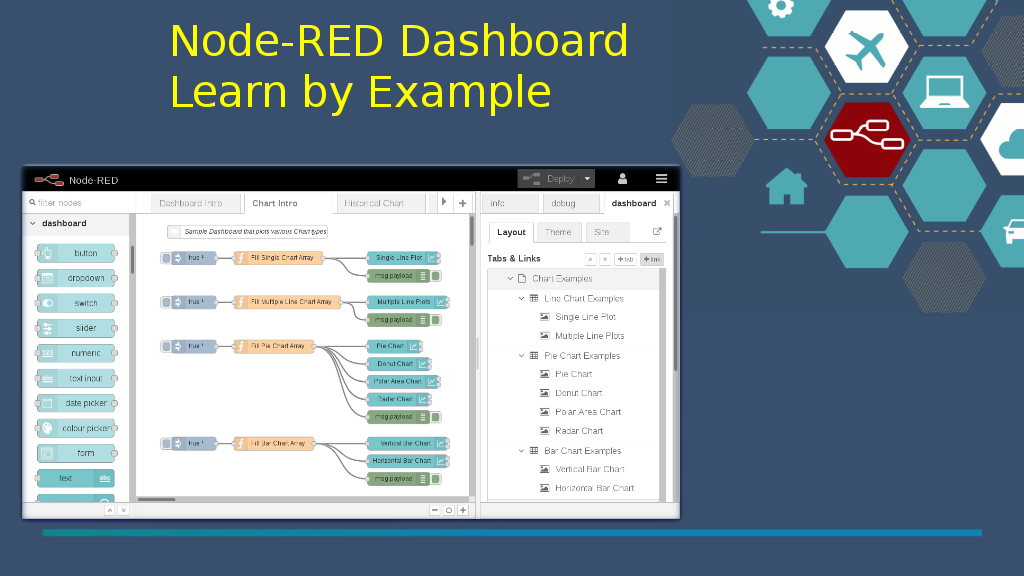 Node-RED Dashboard
Learn by Example
Node-RED
Deploy
filter nodes
dashboard
button
dropdown
switch
slider
123 numeric
abc text input
date picker
colour picker
form
text abc
Dashboard Intro
Chart Intro
Historical Chart
Sample Dashboard that plots various Chart types
true ¹
Fill Single Chart Array
Single Line Plot
msg.payload
true ¹
Fill Multiple Line Chart Array
Multiple Line Plots
msg.payload
true ¹
Fill Pie Chart Array
Pie Chart
Donut Chart
Polar Area Chart
Radar Chart
msg.payload
true ¹
Fill Bar Chart Array
Vertical Bar Chart
Horizontal Bar Chart
msg.payload
info
debug
dashboard
Layout
Theme
Site
Tabs & Links
+ tab
+ link
Chart Examples
Line Chart Examples
Single Line Plot
Mutiple Line Plots
Pie Chart Examples
Pie Chart
Donut Chart
Polar Area Chart
Radar Chart
Bar Chart Examples
Vertical Bar Chart
Horizontal Bar Chart